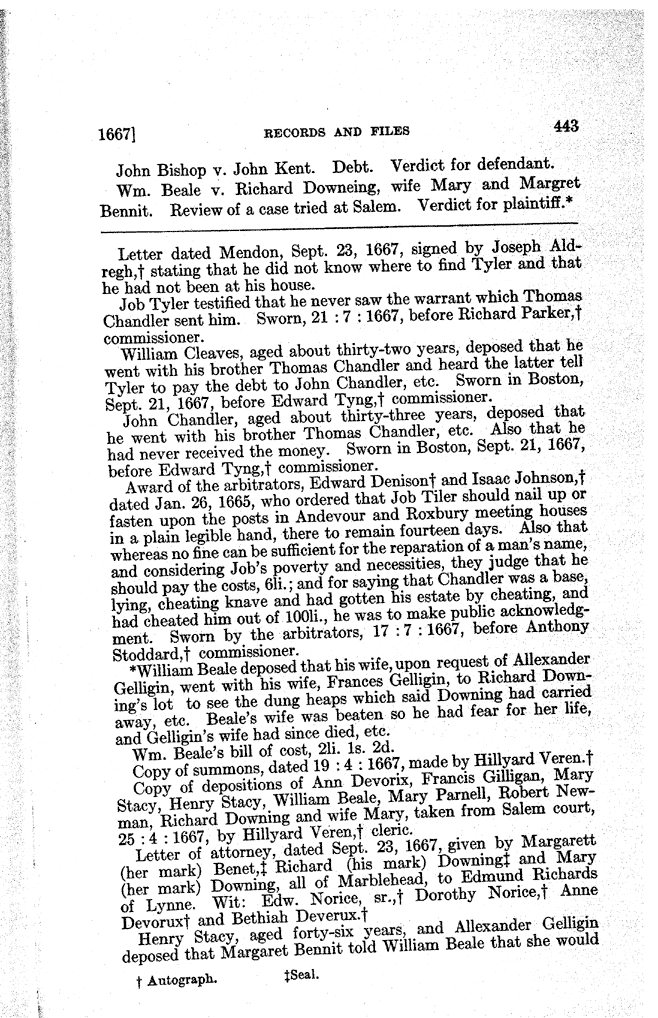 1667] RECORDS AND FILES 443
John Bishop v. John Kent. Debt. Verdict for defendant.
Wm. Beale v. Richard Downeing, wife Mary and Margret
Bennit. Review of a case tried at Salem. Verdict for plaintiff.*
Letter dated Mendon, Sept. 23, 1667, signed by Joseph Ald-
regh,† stating that he did not know where to find Tyler and that
he had not been at his house.
Job Tyler testified that he never saw the warrant which Thomas
Chandler sent him. Sworn, 21 : 7 : 1667, before Richard Parker,†
commissioner.
William Cleaves, aged about thirty-two years, deposed that he
went with his brother Thomas Chandler and heard the latter tell
Tyler to pay the debt to John Chandler, etc. Sworn in Boston,
Sept. 21, 1667, before Edward Tyng,† commissioner.
John Chandler, aged about thirty-three years, deposed that
he went with his brother Thomas Chandler, etc. Also that he
had never received the money. Sworn in Boston, Sept. 21, 1667,
before Edward Tyng,† commissioner.
Award of the arbitrators, Edward Denison† and Isaac Johnson,†
dated Jan. 26, 1665, who ordered that Job Tiler should nail up or
fasten upon the posts in Andevour and Roxbury meeting houses
in a plain legible hand, there to remain fourteen days. Also that
whereas no fine can be sufficient for the reparation of a man's name,
and considering Job's poverty and necessities, they judge that he
should pay the costs, 6li.; and for saying that Chandler was a base,
lying, cheating knave and had gotten his estate by cheating, and
had cheated him out of 100li., he was to make public acknowledg-
ment. Sworn by the arbitrators, 17 : 7 : 1667, before Anthony
Stoddard,† commissioner.
*William Beale deposed that his wife, upon request of Allexander
Gelligin, went with his wife, Frances Gelligin, to Richard Down-
ing's lot to see the dung heaps which said Downing had carried
away, etc. Beale's wife was beaten so he had fear for her life,
and Gelligin's wife had since died, etc.
Wm. Beale's bill of cost, 2li. 1s. 2d.
Copy of summons, dated 19 : 4 : 1667, made by Hillyard Veren.†
Copy of depositions of Ann Devorix, Francis Gilligan, Mary
Stacy, Henry Stacy, William Beale, Mary Parnell, Robert New-
man, Richard Downing and wife Mary, taken from Salem court,
25 : 4 : 1667, by Hillyard Veren,† cleric.
Letter of attorney, dated Sept. 23, 1667, given by Margarett
(her mark) Benet,‡ Richard (his mark) Downing‡ and Mary
(her mark) Downing, all of Marblehead, to Edmund Richards
of Lynne. Wit: Edw. Norice, sr.,† Dorothy Norice,† Anne
Devorux† and Bethiah Deverux.†
Henry Stacy, aged forty-six years, and Allexander Gelligin
deposed that Margaret Bennit told William Beale that she would
† Autograph. ‡Seal.